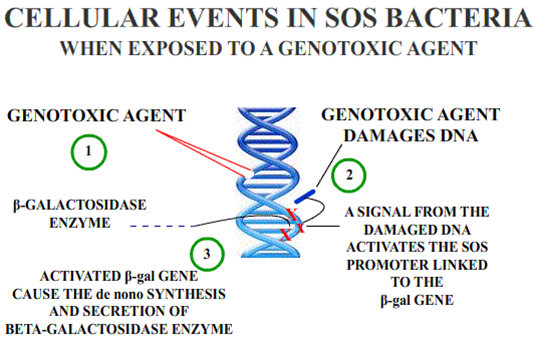 CELLULAR EVENTS IN SOS BACTERIA
WHEN EXPOSED TO A GENOTOXIC AGENT
GENOTOXIC AGENT
1
GENOTOXIC AGENT
DAMAGES DNA
2
β-GALACTOSIDASE
ENZYME
X
X X
A SIGNAL FROM THE
DAMAGED DNA
ACTIVATES THE SOS
PROMOTER LINKED
TO THE
β-gal GENE
3
ACTIVATED β-gal GENE
CAUSE THE de nono SYNTHESIS
AND SECRETION OF
BETA-GALACTOSIDASE ENZYME